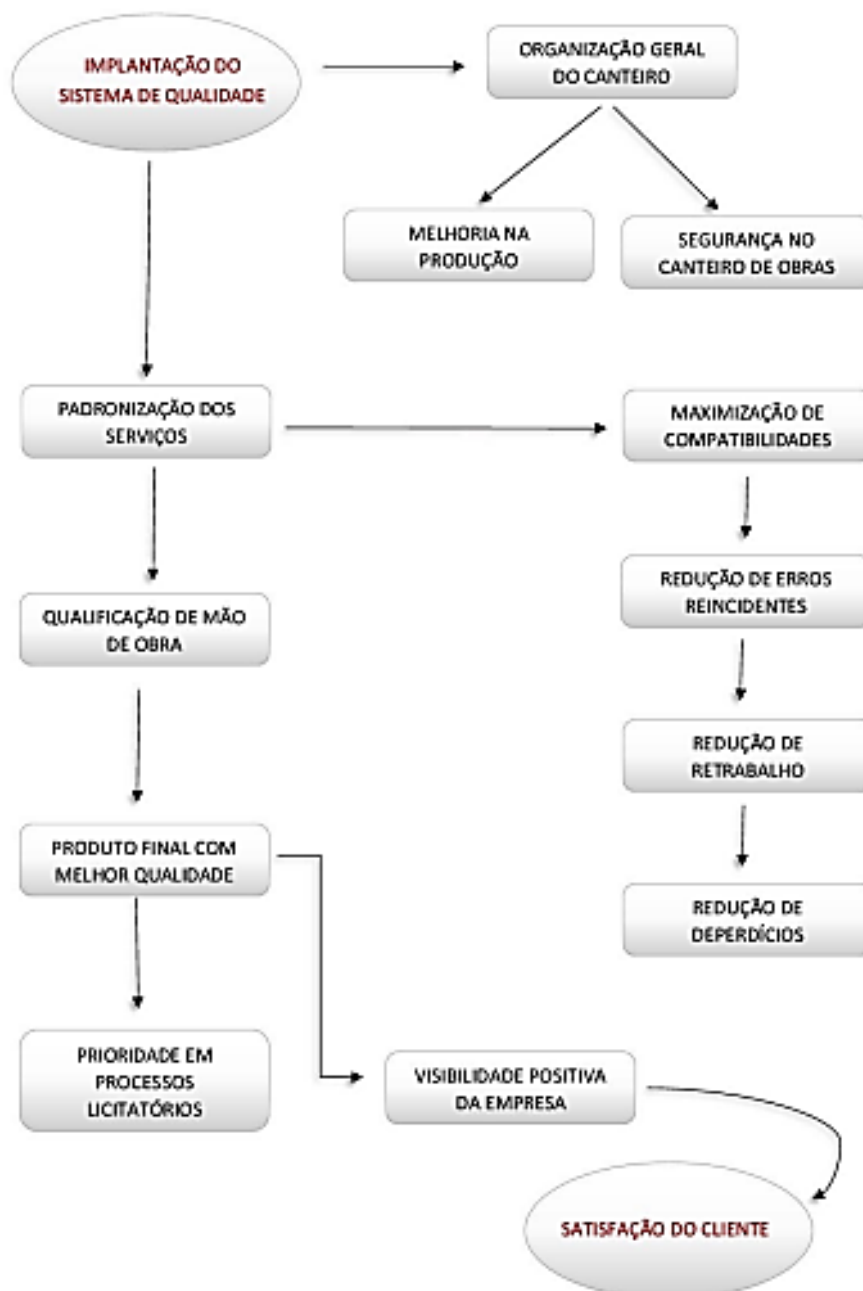 IMPLANTAÇÃO DO
SISTEMA DE QUALIDADE
ORGANIZAÇÃO GERAL
DO CANTEIRO
MELHORIA NA
PRODUÇÃO
SEGURANÇA NO
CANTEIRO DE OBRAS
PADRONIZAÇÃO DOS
SERVIÇOS
MAXIMIZAÇÃO DE
COMPATIBILIDADES
QUALIFICAÇÃO DE MÃO
DE OBRA
REDUÇÃO DE ERROS
REINCIDENTES
REDUÇÃO DE
RETRABALHO
PRODUTO FINAL COM
MELHOR QUALIDADE
REDUÇÃO DE
DEPERDÍCIOS
PRIORIDADE EM
PROCESSOS
LICITATÓRIOS
VISIBILIDADE POSITIVA
DA EMPRESA
SATISFAÇÃO DO CLIENTE